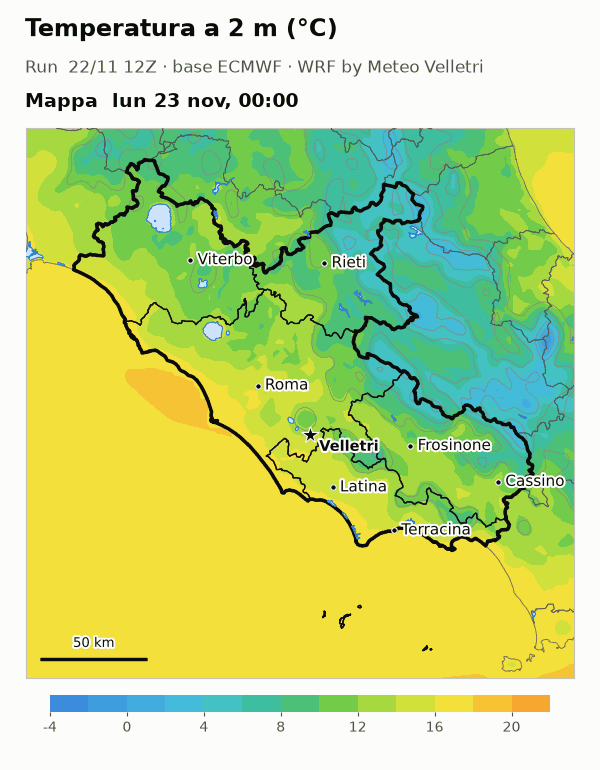 Temperatura a 2 m (°C)
Run  22/11 12Z · base ECMWF · WRF by Meteo Velletri
Mappa  lun 23 nov, 00:00
Viterbo
Rieti
Roma
Velletri
Frosinone
Cassino
Latina
Terracina
50 km
-4 0 4 8 12 16 20